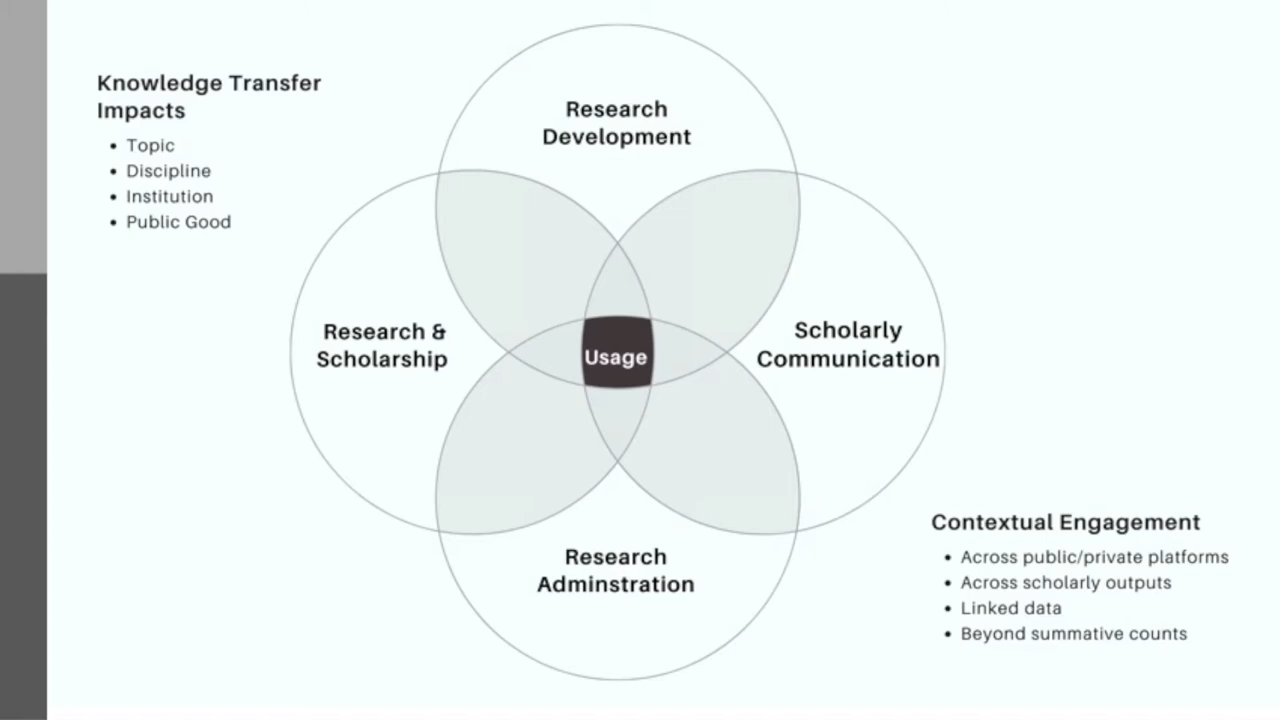 Knowledge Transfer
Impacts
• Topic
• Discipline
• Institution
• Public Good
Research
Development
Research &
Scholarship
Usage
Scholarly
Communication
Research
Adminstration
Contextual Engagement
• Across public/private platforms
• Across scholarly outputs
• Linked data
• Beyond summative counts